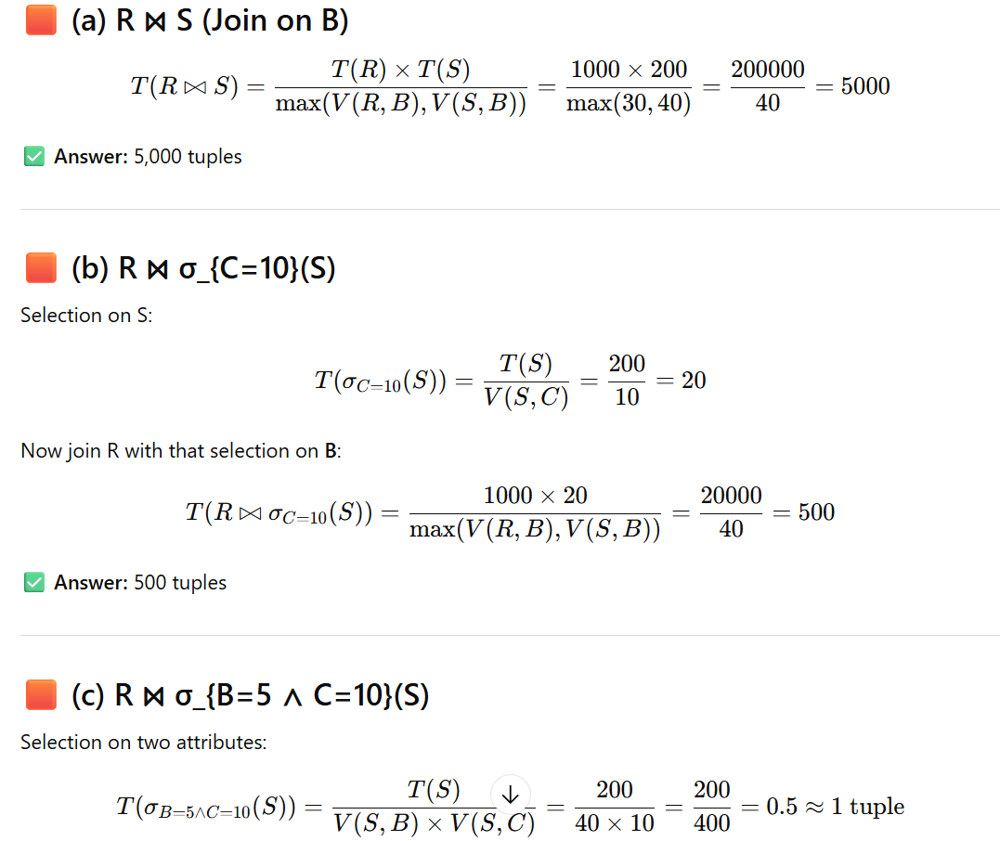 (a) R ⋈ S (Join on B)
T(R ⋈ S) = T(R) × T(S) / max(V(R, B), V(S, B)) = 1000 × 200 / max(30, 40) = 200000 / 40 = 5000
Answer: 5,000 tuples
(b) R ⋈ σ_{C=10}(S)
Selection on S:
T(σ_C=10(S)) = T(S) / V(S, C) = 200 / 10 = 20
Now join R with that selection on B:
T(R ⋈ σ_C=10(S)) = 1000 × 20 / max(V(R, B), V(S, B)) = 20000 / 40 = 500
Answer: 500 tuples
(c) R ⋈ σ_{B=5 ∧ C=10}(S)
Selection on two attributes:
T(σ_B=5∧C=10(S)) = T(S) / V(S, B) × V(S, C) = 200 / 40 × 10 = 200 / 400 = 0.5 ≈ 1 tuple